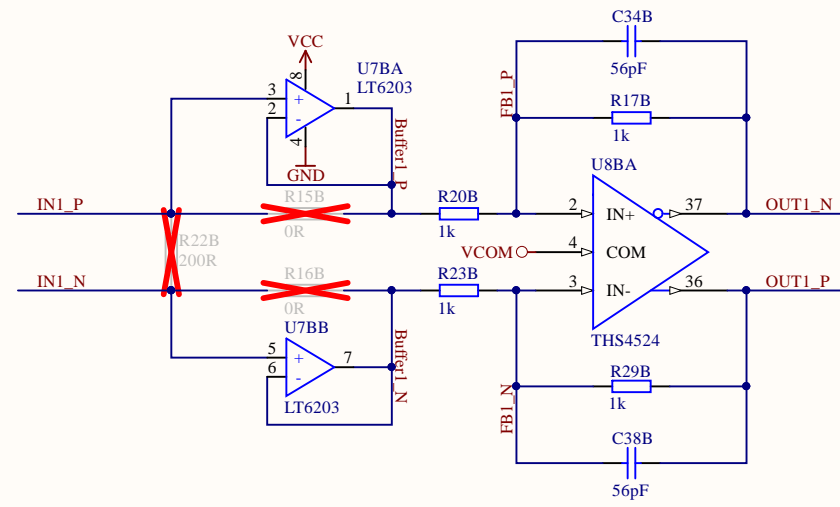 C34B
56pF
FB1_P
R17B
1k
VCC
U7BA
LT6203
8
3
+
2
-
1
4
GND
Buffer1_P
U8BA
IN1_P
R15B
0R
R20B
1k
2
IN+
37
OUT1_N
R22B
200R
VCOM
4
COM
IN1_N
R16B
0R
R23B
1k
3
IN-
36
OUT1_P
U7BB
5
+
6
-
7
LT6203
Buffer1_N
THS4524
FB1_N
R29B
1k
C38B
56pF